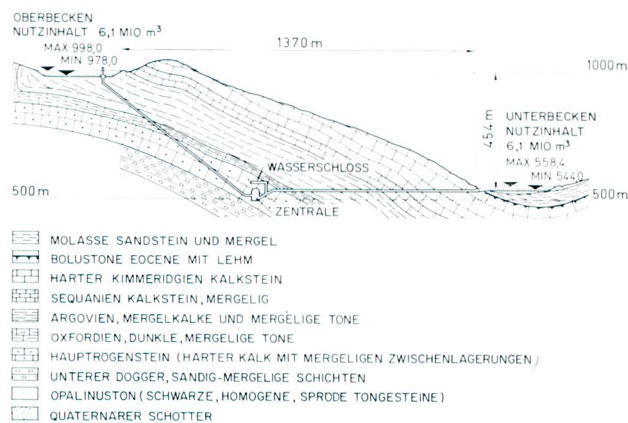 OBERBECKEN
NUTZINHALT 6,1 MIO m³
MAX 998,0
MIN 978,0
1370 m
1000 m
454 m
UNTERBECKEN
NUTZINHALT
6,1 MIO m³
MAX 558,4
MIN 544,0
WASSERSCHLOSS
500 m
500 m
ZENTRALE
MOLASSE SANDSTEIN UND MERGEL
BOLUSTONE EOCENE MIT LEHM
HARTER KIMMERIDGIEN KALKSTEIN
SEQUANIEN KALKSTEIN, MERGELIG
ARGOVIEN, MERGELKALKE UND MERGELIGE TONE
OXFORDIEN, DUNKLE, MERGELIGE TONE
HAUPTROGENSTEIN (HARTER KALK MIT MERGELIGEN ZWISCHENLAGERUNGEN)
UNTERER DOGGER, SANDIG-MERGELIGE SCHICHTEN
OPALINUSTON (SCHWARZE, HOMOGENE, SPRÖDE TONGESTEINE)
QUATERNÄRER SCHOTTER